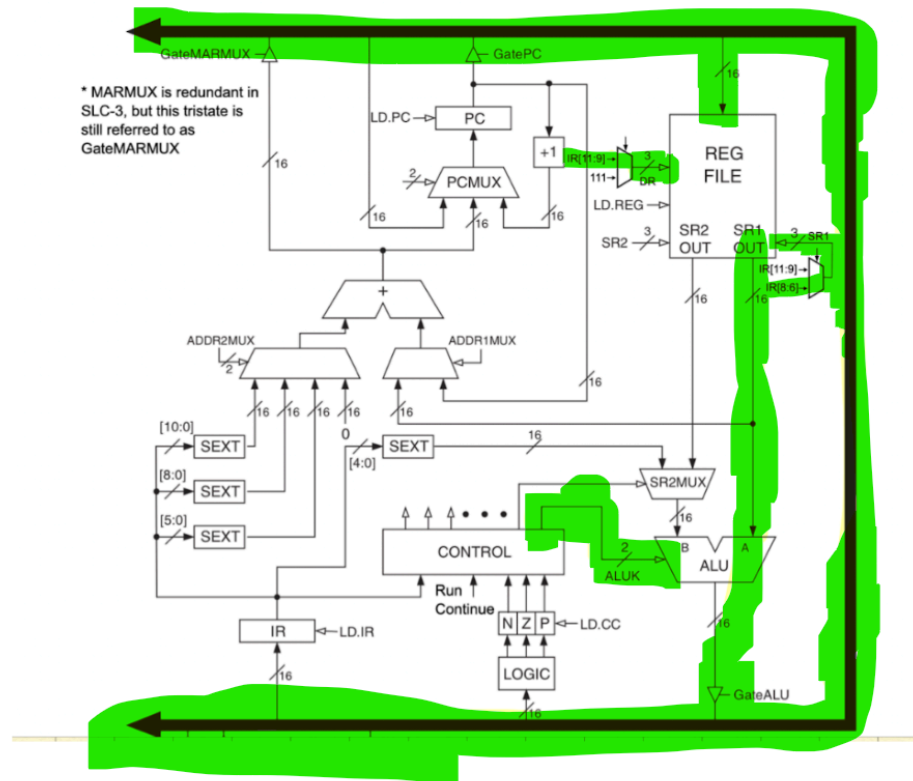 GateMARMUX
GatePC
16
* MARMUX is redundant in
SLC-3, but this tristate is
still referred to as
GateMARMUX
LD.PC
PC
16
+1
IR[11:9]
3
REG
FILE
2
PCMUX
111
DR
LD.REG
16
16
16
SR2
3
SR2
OUT
SR1
OUT
3
SR1
IR[11:9]
IR[8:6]
+
16
16
ADDR2MUX
2
ADDR1MUX
16
16
16
16
16
16
0
[10:0]
SEXT
[4:0]
SEXT
16
[8:0]
SEXT
SR2MUX
[5:0]
SEXT
16
CONTROL
2
ALUK
B
ALU
A
Run
Continue
IR
LD.IR
N
Z
P
LD.CC
16
LOGIC
16
16
GateALU